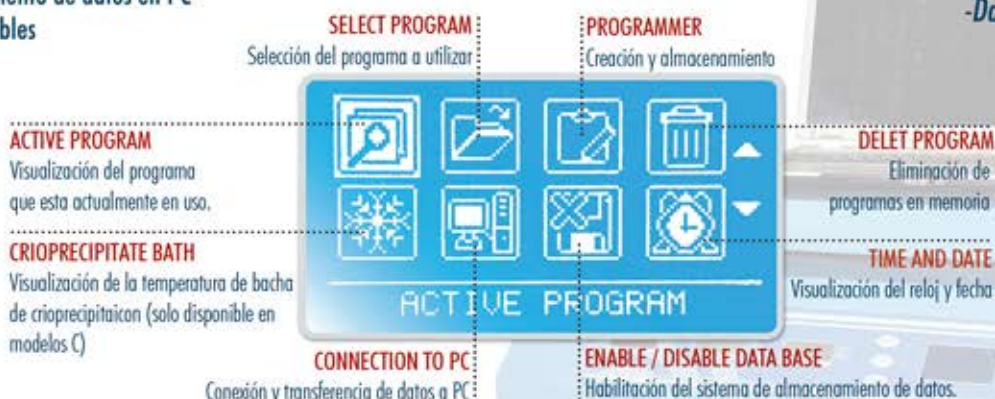 ento de datos en PC
bles
-Da
SELECT PROGRAM
Selección del programa a utilizar
PROGRAMMER
Creación y almacenamiento
ACTIVE PROGRAM
Visualización del programa
que esta actualmente en uso.
DELET PROGRAM
Eliminación de
programas en memoria
CRIOPRECIPITATE BATH
Visualización de la temperatura de bacha
de crioprecipitaicon (solo disponible en
modelos C)
TIME AND DATE
Visualización del reloj y fecha
ACTIVE PROGRAM
CONNECTION TO PC
Conexión y transferencia de datos a PC
ENABLE / DISABLE DATA BASE
Habilitación del sistema de almacenamiento de datos.